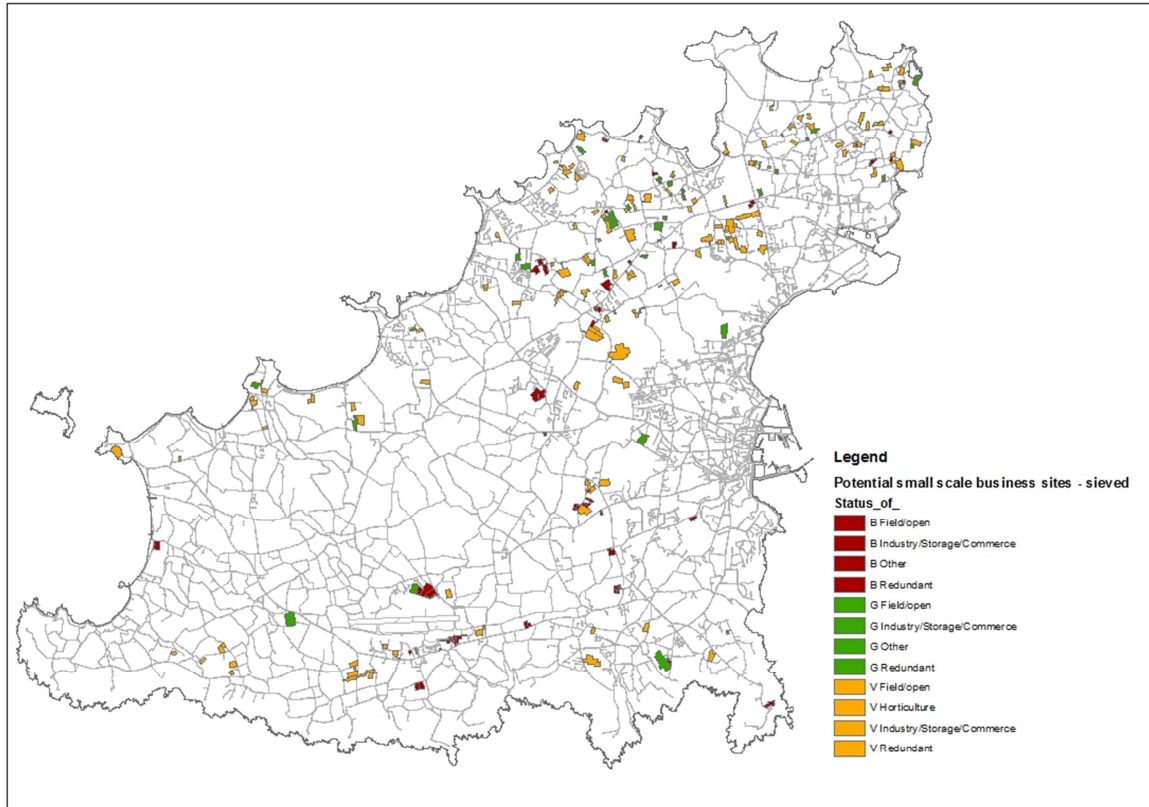 Legend
Potential small scale business sites - sieved
Status_of_
B Field/open
B Industry/Storage/Commerce
B Other
B Redundant
G Field/open
G Industry/Storage/Commerce
G Other
G Redundant
V Field/open
V Horticulture
V Industry/Storage/Commerce
V Redundant